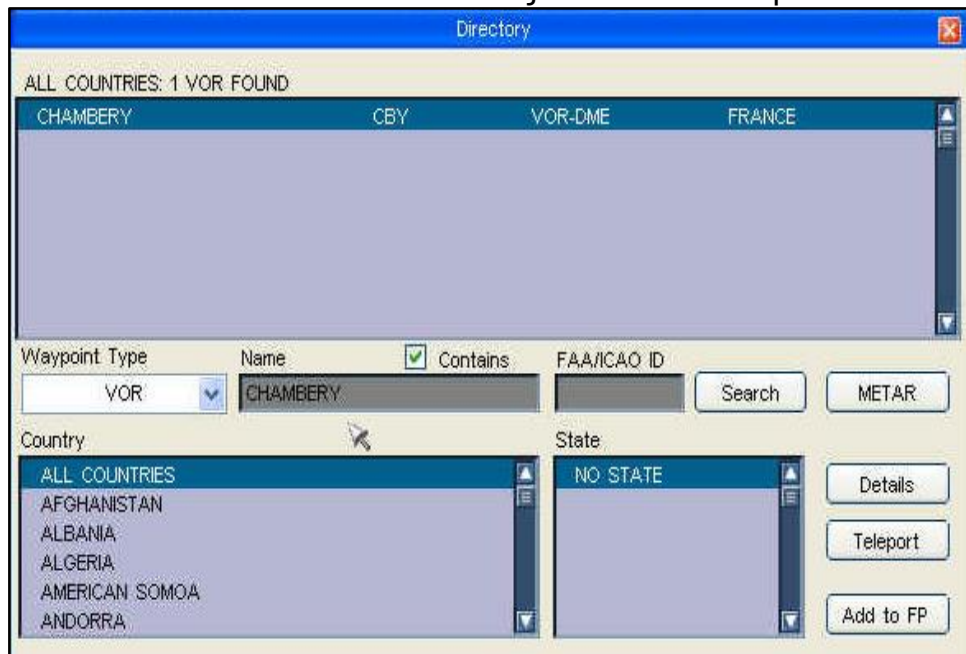 Directory
ALL COUNTRIES: 1 VOR FOUND
CHAMBERY CBY VOR-DME FRANCE
Waypoint Type Name Contains FAA/ICAO ID
VOR CHAMBERY Search METAR
Country State
ALL COUNTRIES NO STATE Details
AFGHANISTAN
ALBANIA Teleport
ALGERIA
AMERICAN SOMOA
ANDORRA Add to FP